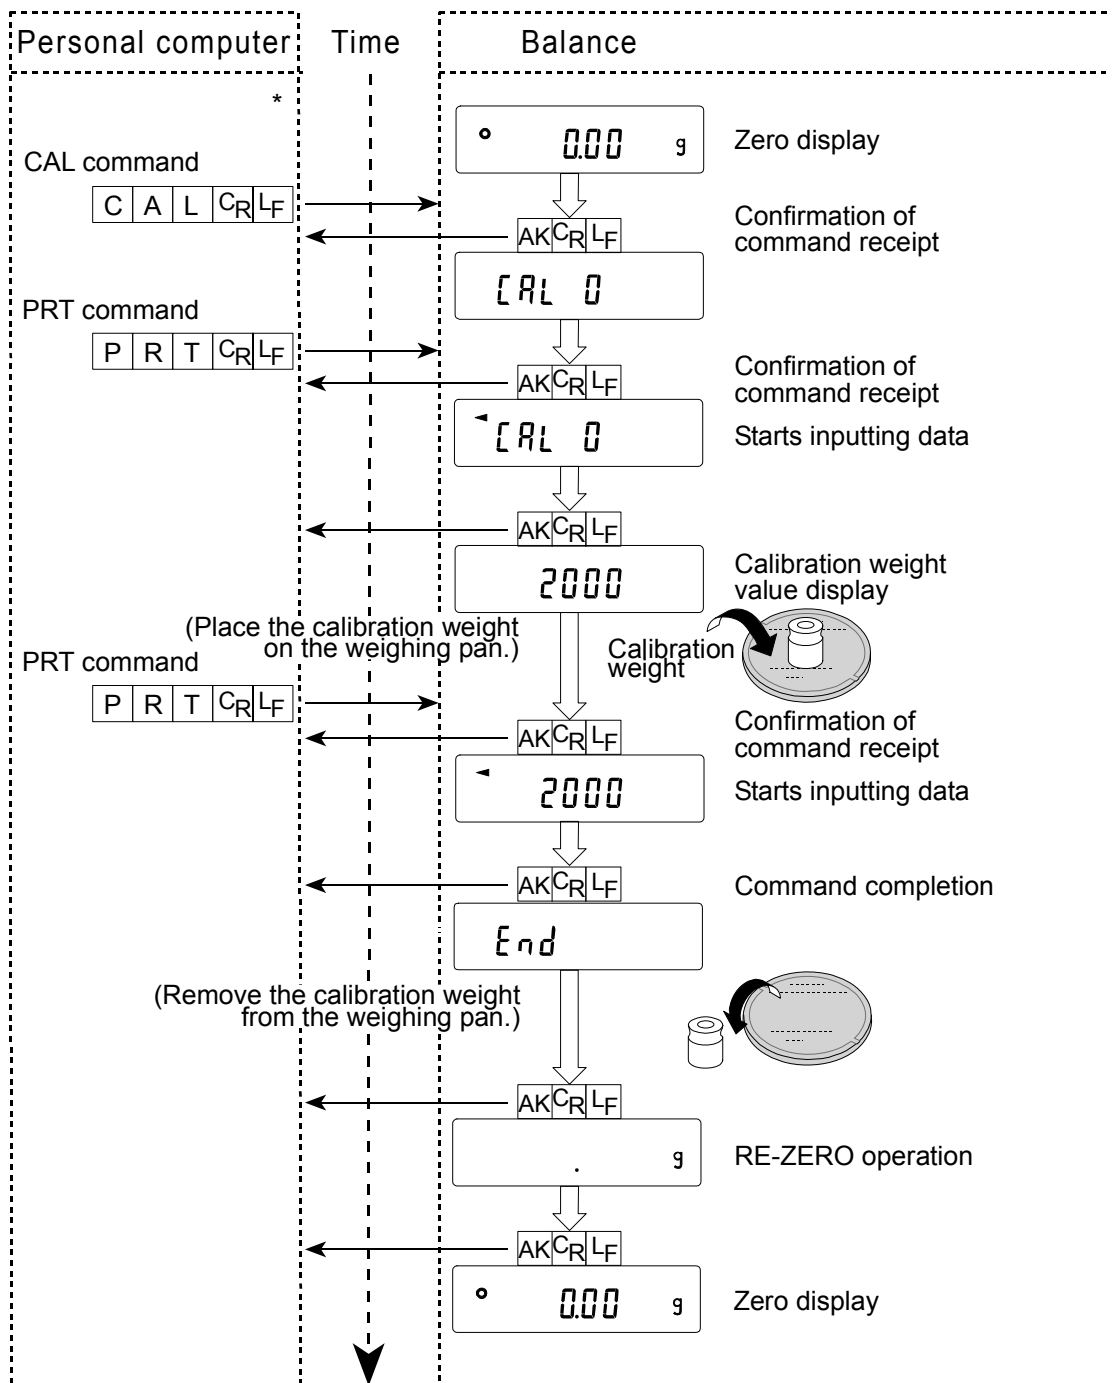 Personal computer Time Balance
*
0.00 g Zero display
CAL command
C A L CR LF
AK CR LF Confirmation of
command receipt
CAL 0
PRT command
P R T CR LF
AK CR LF Confirmation of
command receipt
CAL 0 Starts inputting data
AK CR LF
2000 Calibration weight
value display
(Place the calibration weight
on the weighing pan.)
Calibration
weight
PRT command
P R T CR LF
AK CR LF Confirmation of
command receipt
2000 Starts inputting data
AK CR LF Command completion
End
(Remove the calibration weight
from the weighing pan.)
AK CR LF
. g RE-ZERO operation
AK CR LF
0.00 g Zero display